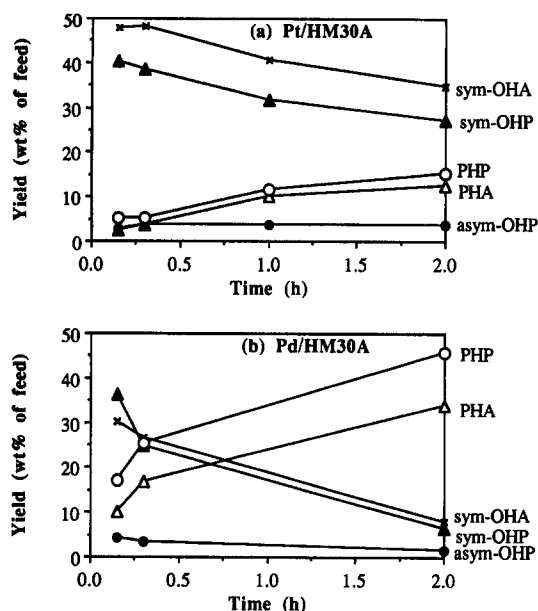 50
(a) Pt/HM30A
40
sym-OHA
30
sym-OHP
20
PHP
10
PHA
asym-OHP
0
0.0 0.5 1.0 1.5 2.0
Time (h)
Yield (wt% of feed)
50
(b) Pd/HM30A
PHP
40
PHA
30
20
10
sym-OHA
sym-OHP
0
asym-OHP
0.0 0.5 1.0 1.5 2.0
Time (h)
Yield (wt% of feed)